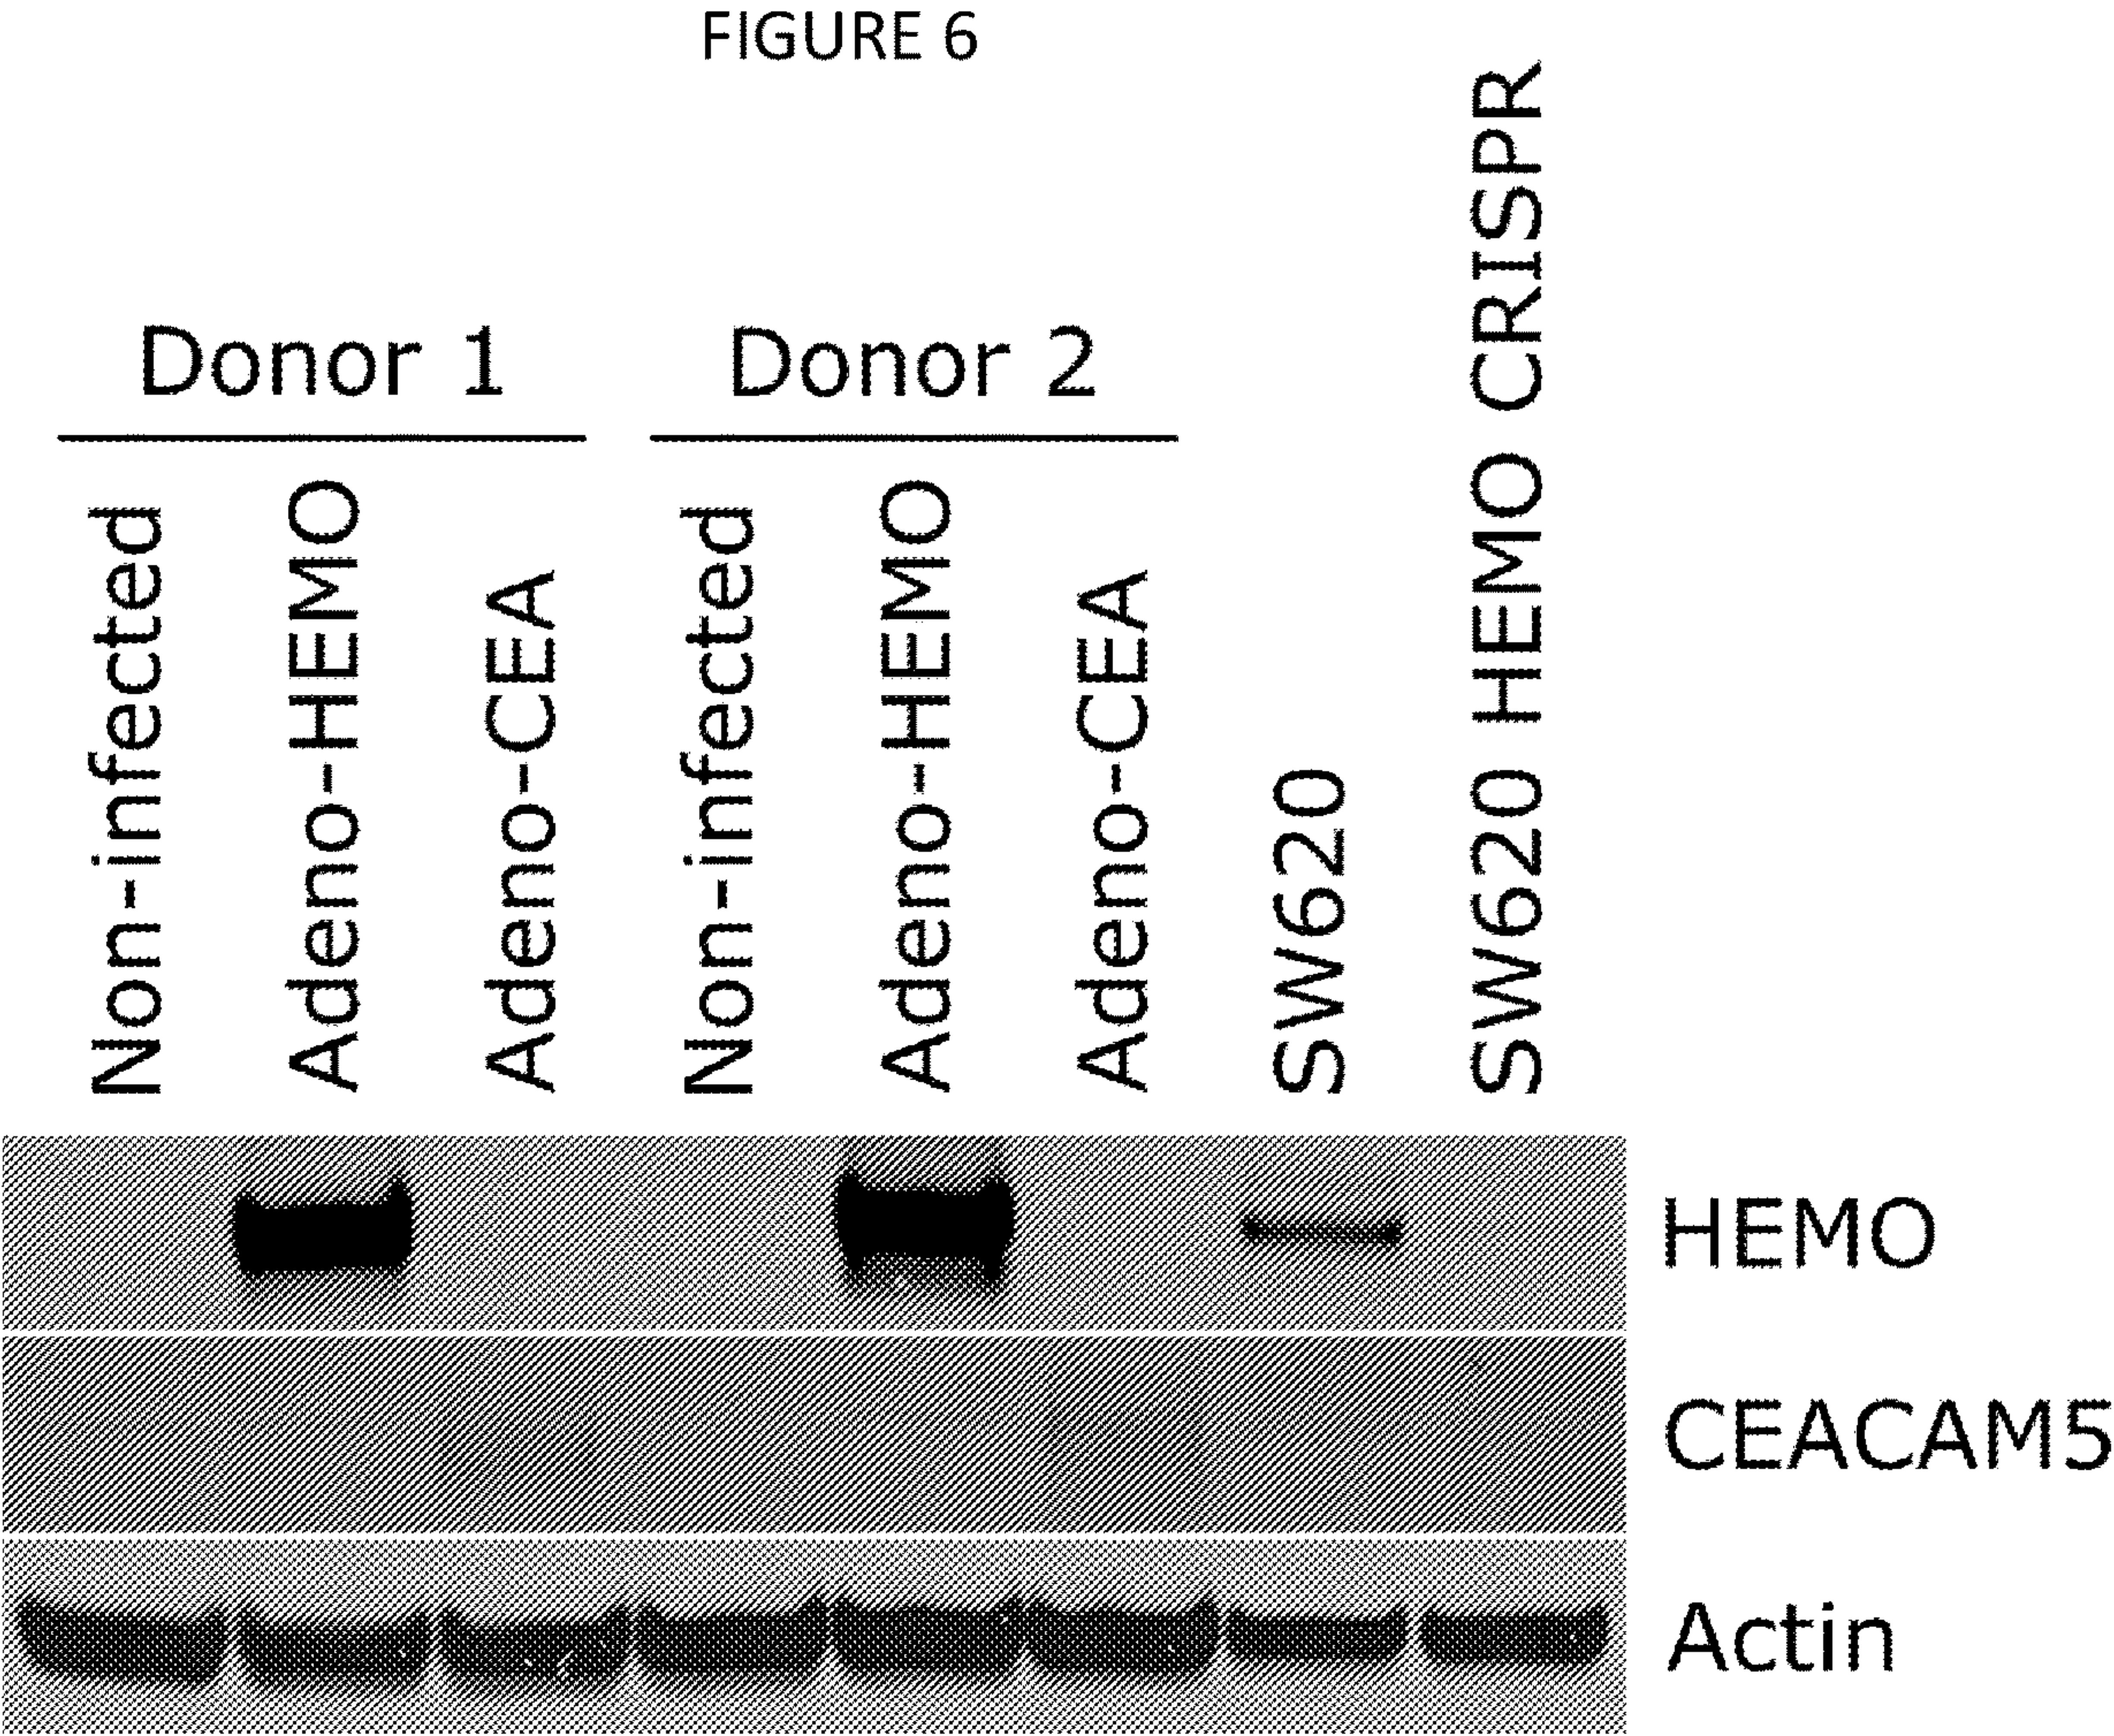 FIGURE 6
Donor 1
Donor 2
Non-infected
Adeno-HEMO
Adeno-CEA
Non-infected
Adeno-HEMO
Adeno-CEA
SW620
SW620 HEMO CRISPR
HEMO
CEACAM5
Actin